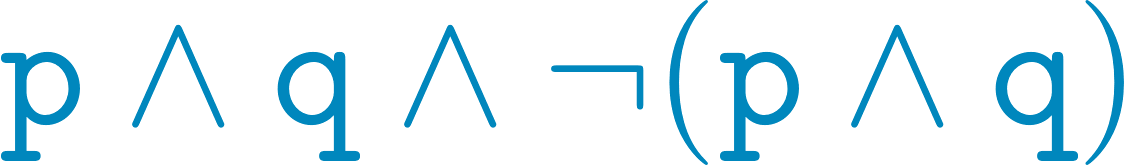 p ∧ q ∧ ¬(p ∧ q)